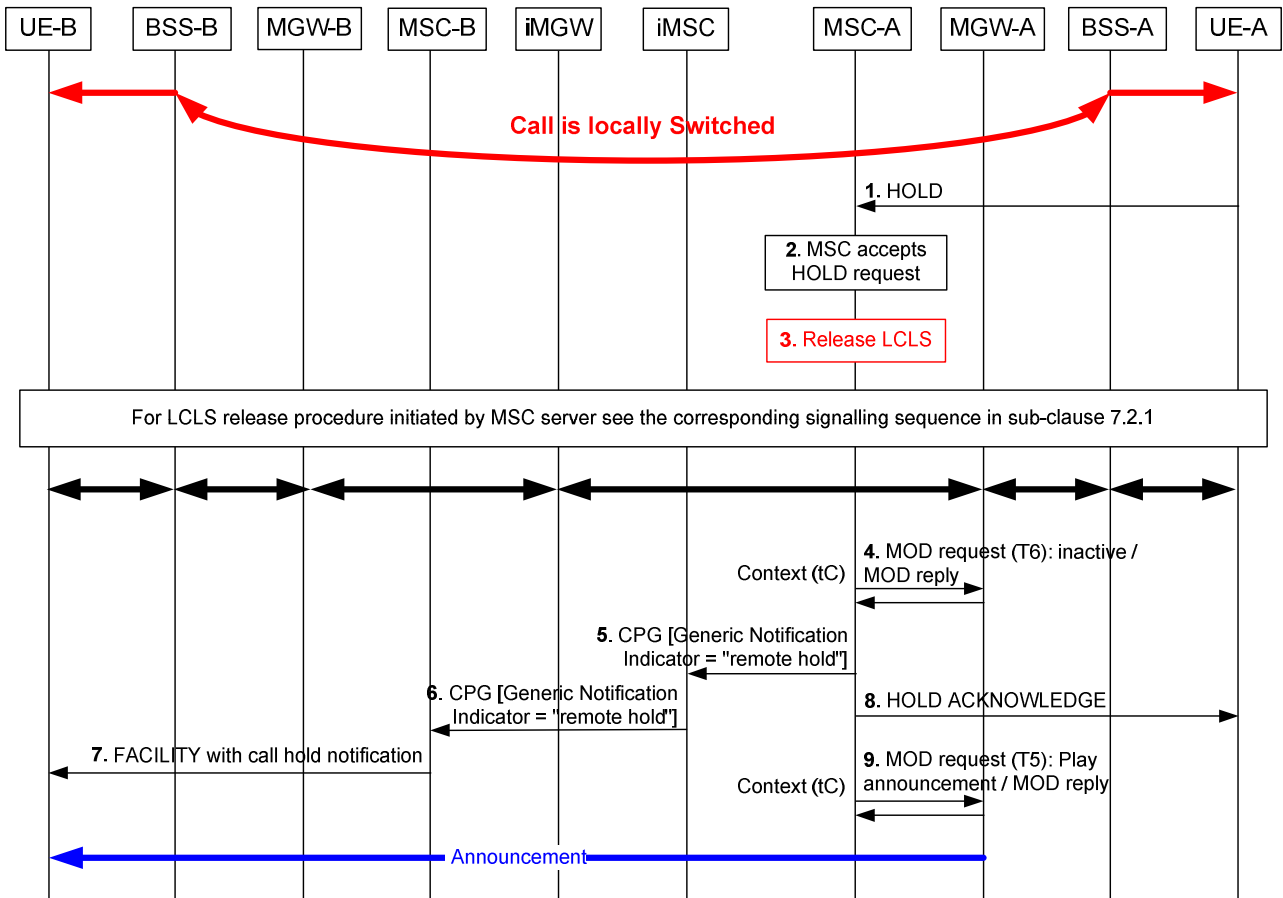 UE-B BSS-B MGW-B MSC-B iMGW iMSC MSC-A MGW-A BSS-A UE-A
Call is locally Switched
1. HOLD
2. MSC accepts
HOLD request
3. Release LCLS
For LCLS release procedure initiated by MSC server see the corresponding signalling sequence in sub-clause 7.2.1
4. MOD request (T6): inactive /
MOD reply
Context (tC)
5. CPG [Generic Notification
Indicator = "remote hold"]
6. CPG [Generic Notification
Indicator = "remote hold"]
8. HOLD ACKNOWLEDGE
7. FACILITY with call hold notification
9. MOD request (T5): Play
announcement / MOD reply
Context (tC)
Announcement